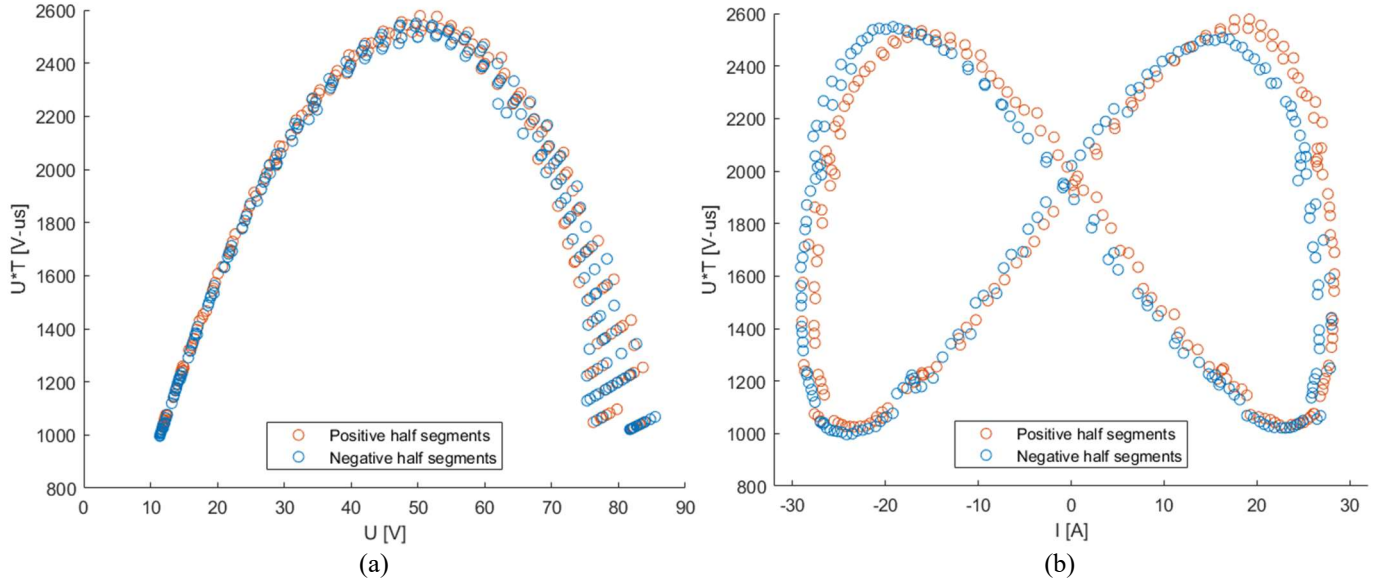 2600
2400
2200
2000
1800
1600
1400
1200
1000
800
U*T [V-us]
0 10 20 30 40 50 60 70 80 90
U [V]
Positive half segments
Negative half segments
(a)
2600
2400
2200
2000
1800
1600
1400
1200
1000
800
U*T [V-us]
-30 -20 -10 0 10 20 30
I [A]
Positive half segments
Negative half segments
(b)